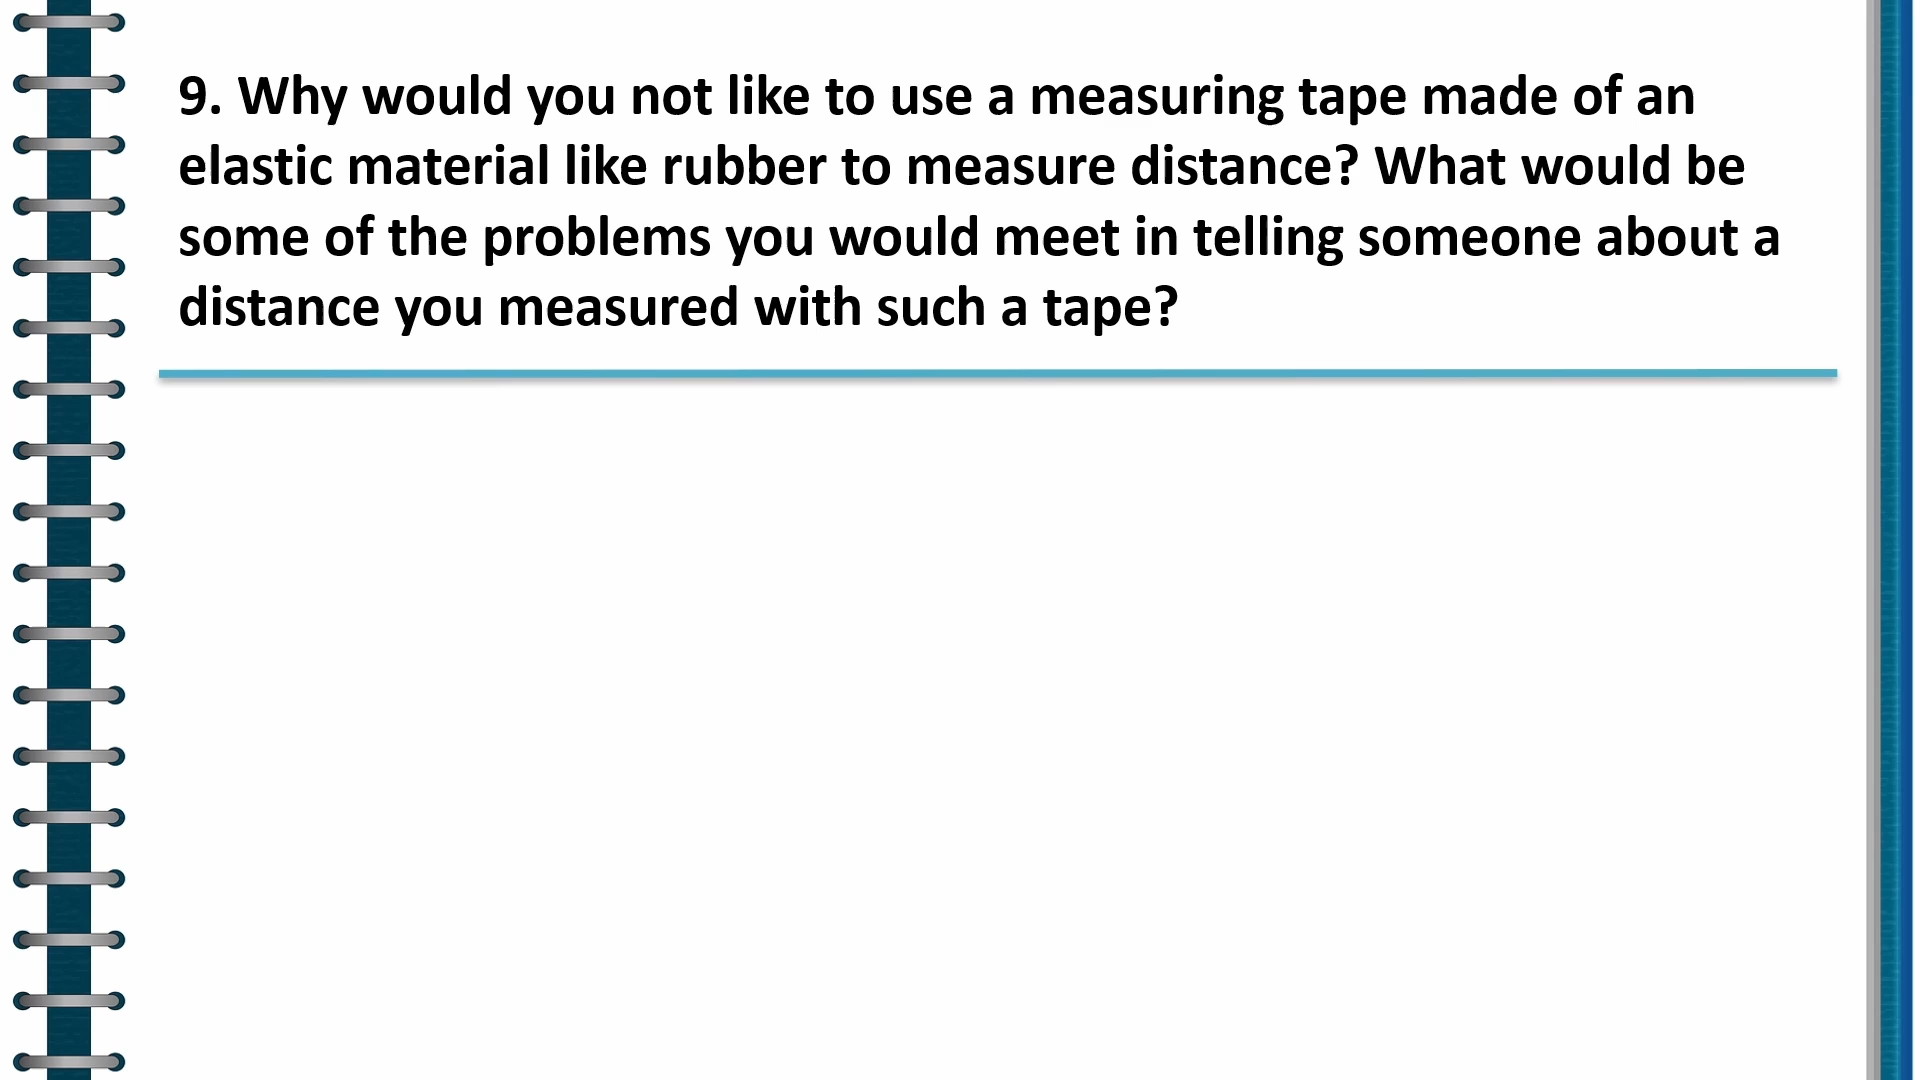 9. Why would you not like to use a measuring tape made of an
elastic material like rubber to measure distance? What would be
some of the problems you would meet in telling someone about a
distance you measured with such a tape?